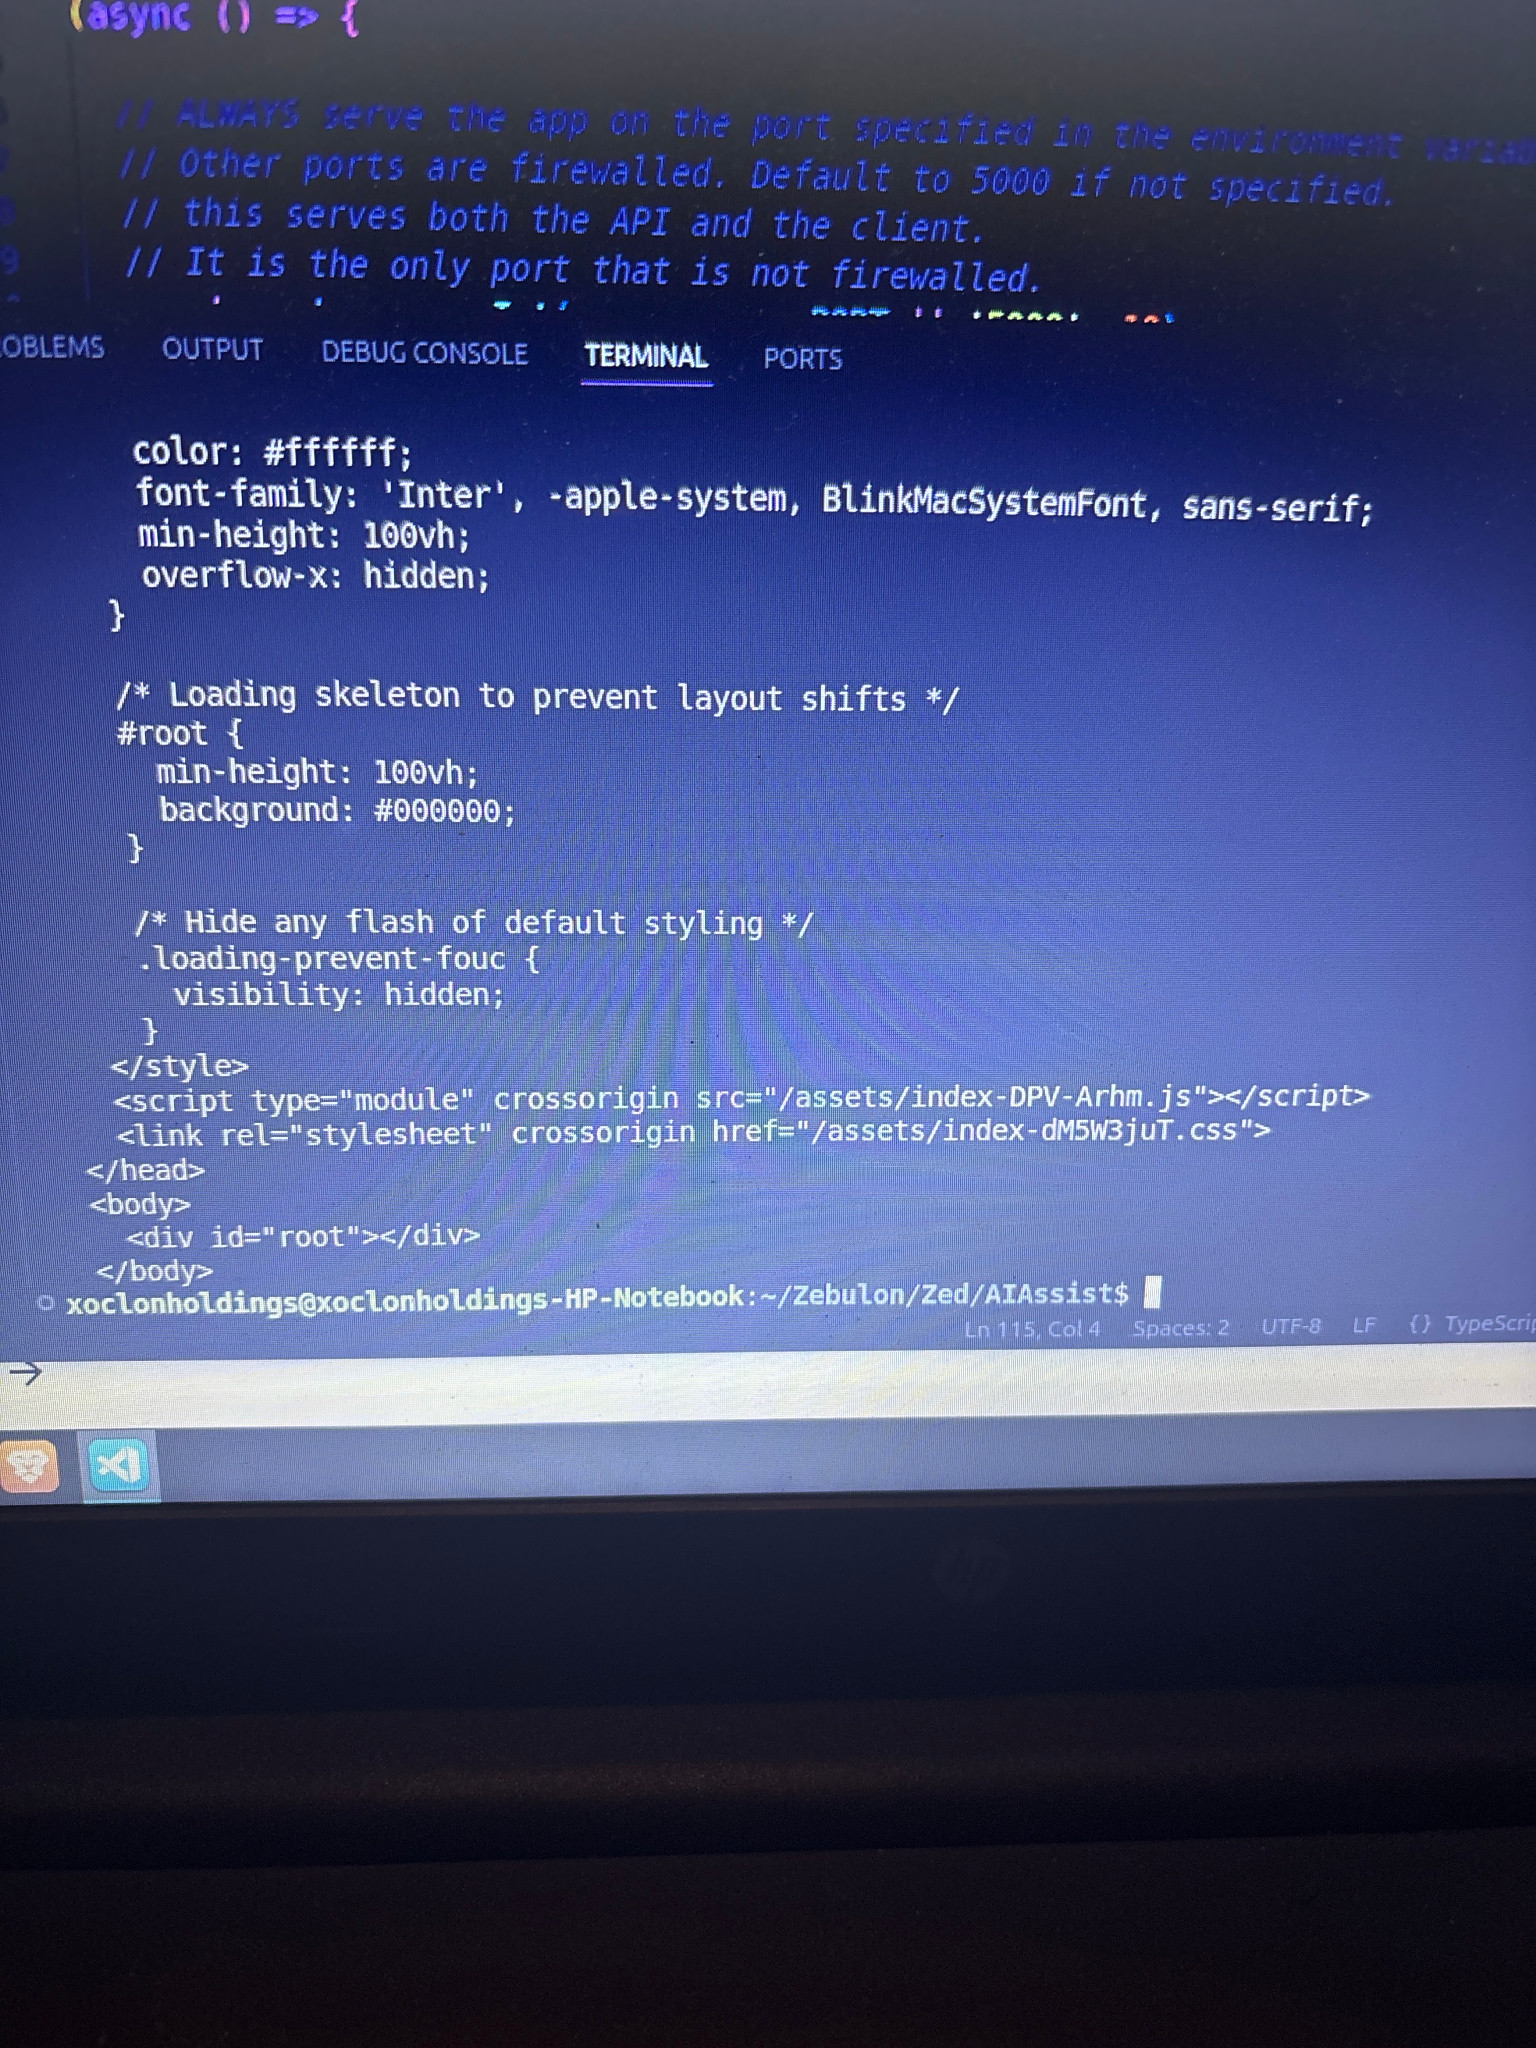 (async () => {
// ALWAYS serve the app on the port specified in the environment
// Other ports are firewalled. Default to 5000 if not specified.
// this serves both the API and the client.
// It is the only port that is not firewalled.
OBLEMS OUTPUT DEBUG CONSOLE TERMINAL PORTS
color: #ffffff;
font-family: 'Inter', -apple-system, BlinkMacSystemFont, sans-serif;
min-height: 100vh;
overflow-x: hidden;
}
/* Loading skeleton to prevent layout shifts */
#root {
min-height: 100vh;
background: #000000;
}
/* Hide any flash of default styling */
.loading-prevent-fouc {
visibility: hidden;
}
</style>
<script type="module" crossorigin src="/assets/index-DPV-Arhm.js"></script>
<link rel="stylesheet" crossorigin href="/assets/index-dM5W3juT.css">
</head>
<body>
<div id="root"></div>
</body>
xoclonholdings@xoclonholdings-HP-Notebook:~/Zebulon/Zed/AIAssist$
Ln 115, Col 4 Spaces: 2 UTF-8 LF {} TypeScrip